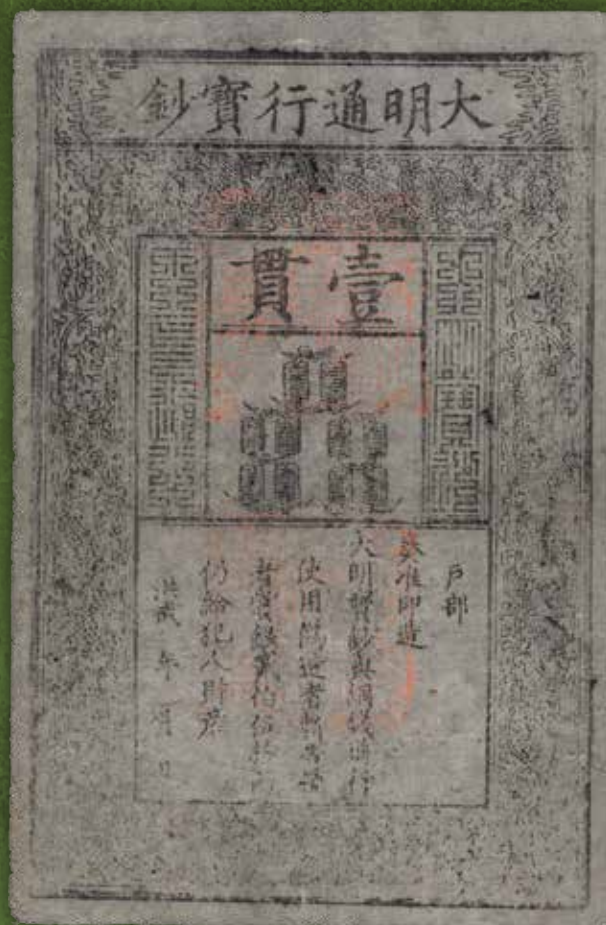 大明通行寶鈔
壹貫
戶部
奏准印造
大明寶鈔與銅錢通行
使用偽造者斬告捕
者賞銀貳伯伍拾兩
仍給犯人財產
洪武 年 月 日